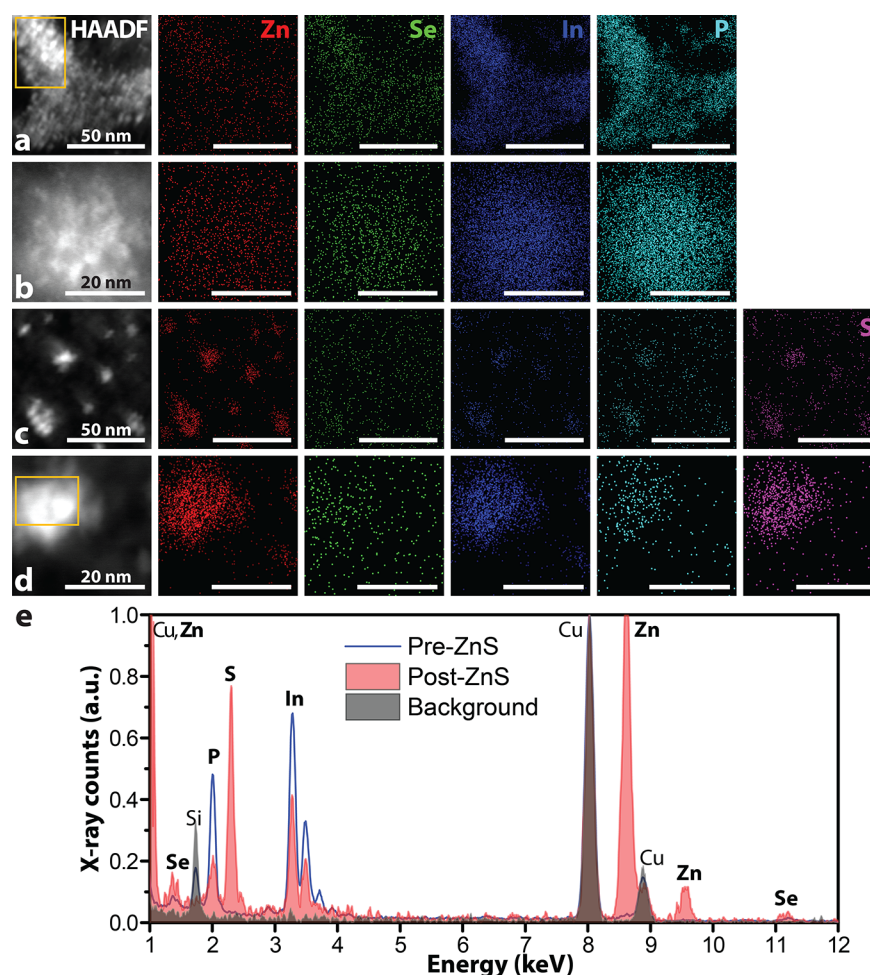 HAADF Zn Se In P
50 nm
a
20 nm
b
S
50 nm
c
20 nm
d
e
1.0
Cu, Zn
Cu
Zn
Pre-ZnS
Post-ZnS
Background
0.8
S
In
0.6
P
0.4
Si
0.2
Se
Cu
Zn
Se
0.0
X-ray counts (a.u.)
1 2 3 4 5 6 7 8 9 10 11 12
Energy (keV)